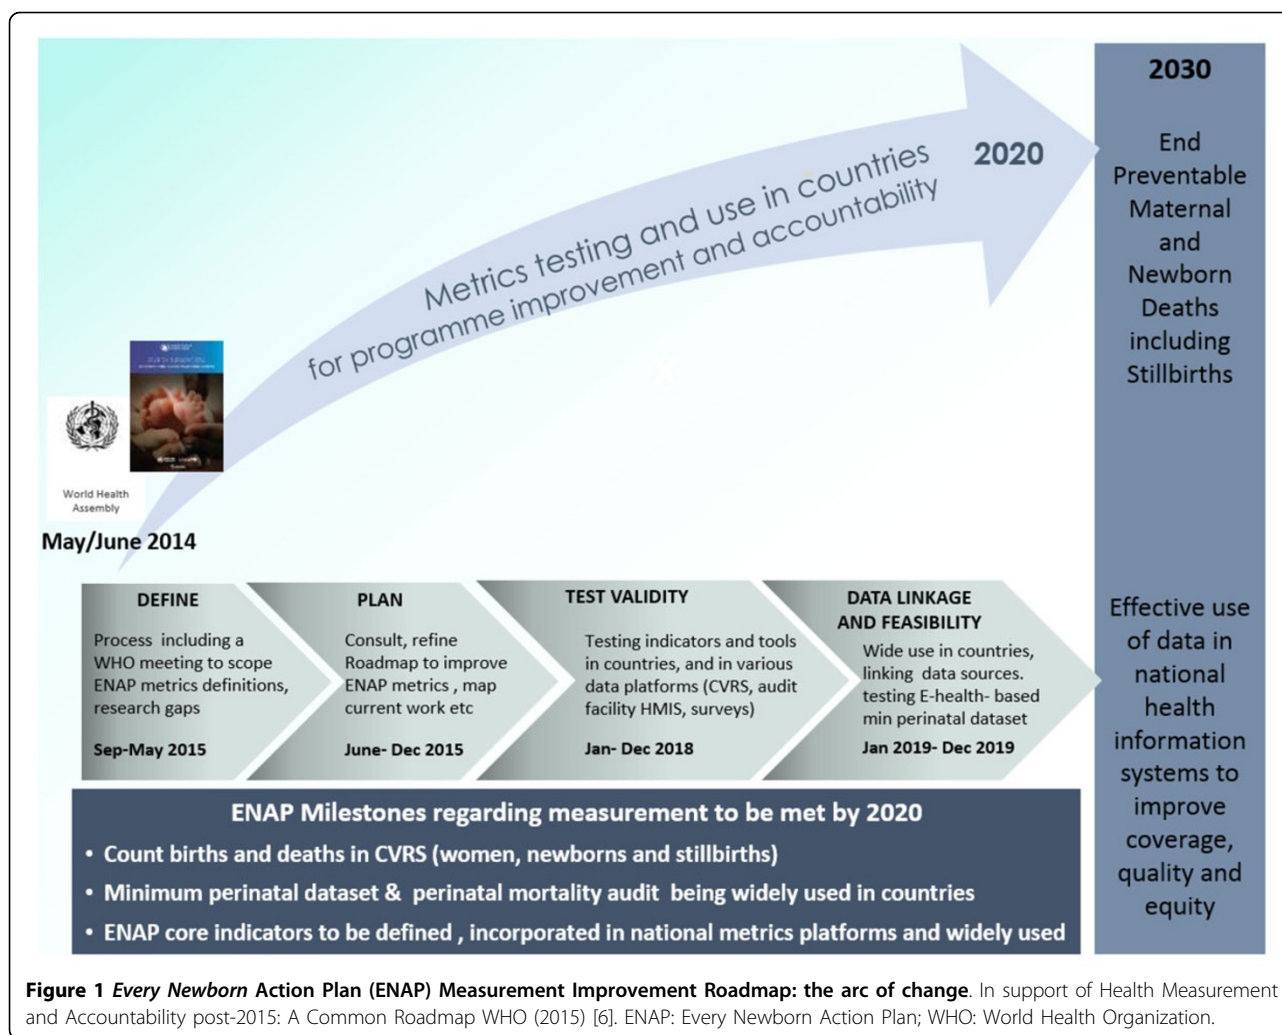 2030
End
Preventable
Maternal
and
Newborn
Deaths
including
Stillbirths
2020
Metrics testing and use in countries
for programme improvement and accountability
World Health
Assembly
May/June 2014
DEFINE
Process including a
WHO meeting to scope
ENAP metrics definitions,
research gaps
Sep-May 2015
PLAN
Consult, refine
Roadmap to improve
ENAP metrics , map
current work etc
June- Dec 2015
TEST VALIDITY
Testing indicators and tools
in countries, and in various
data platforms (CVRS, audit
facility HMIS, surveys)
Jan- Dec 2018
DATA LINKAGE
AND FEASIBILITY
Wide use in countries,
linking data sources.
testing E-health- based
min perinatal dataset
Jan 2019- Dec 2019
Effective use
of data in
national
health
information
systems to
improve
coverage,
quality and
equity
ENAP Milestones regarding measurement to be met by 2020
• Count births and deaths in CVRS (women, newborns and stillbirths)
• Minimum perinatal dataset & perinatal mortality audit being widely used in countries
• ENAP core indicators to be defined , incorporated in national metrics platforms and widely used
Figure 1 Every Newborn Action Plan (ENAP) Measurement Improvement Roadmap: the arc of change. In support of Health Measurement
and Accountability post-2015: A Common Roadmap WHO (2015) [6]. ENAP: Every Newborn Action Plan; WHO: World Health Organization.